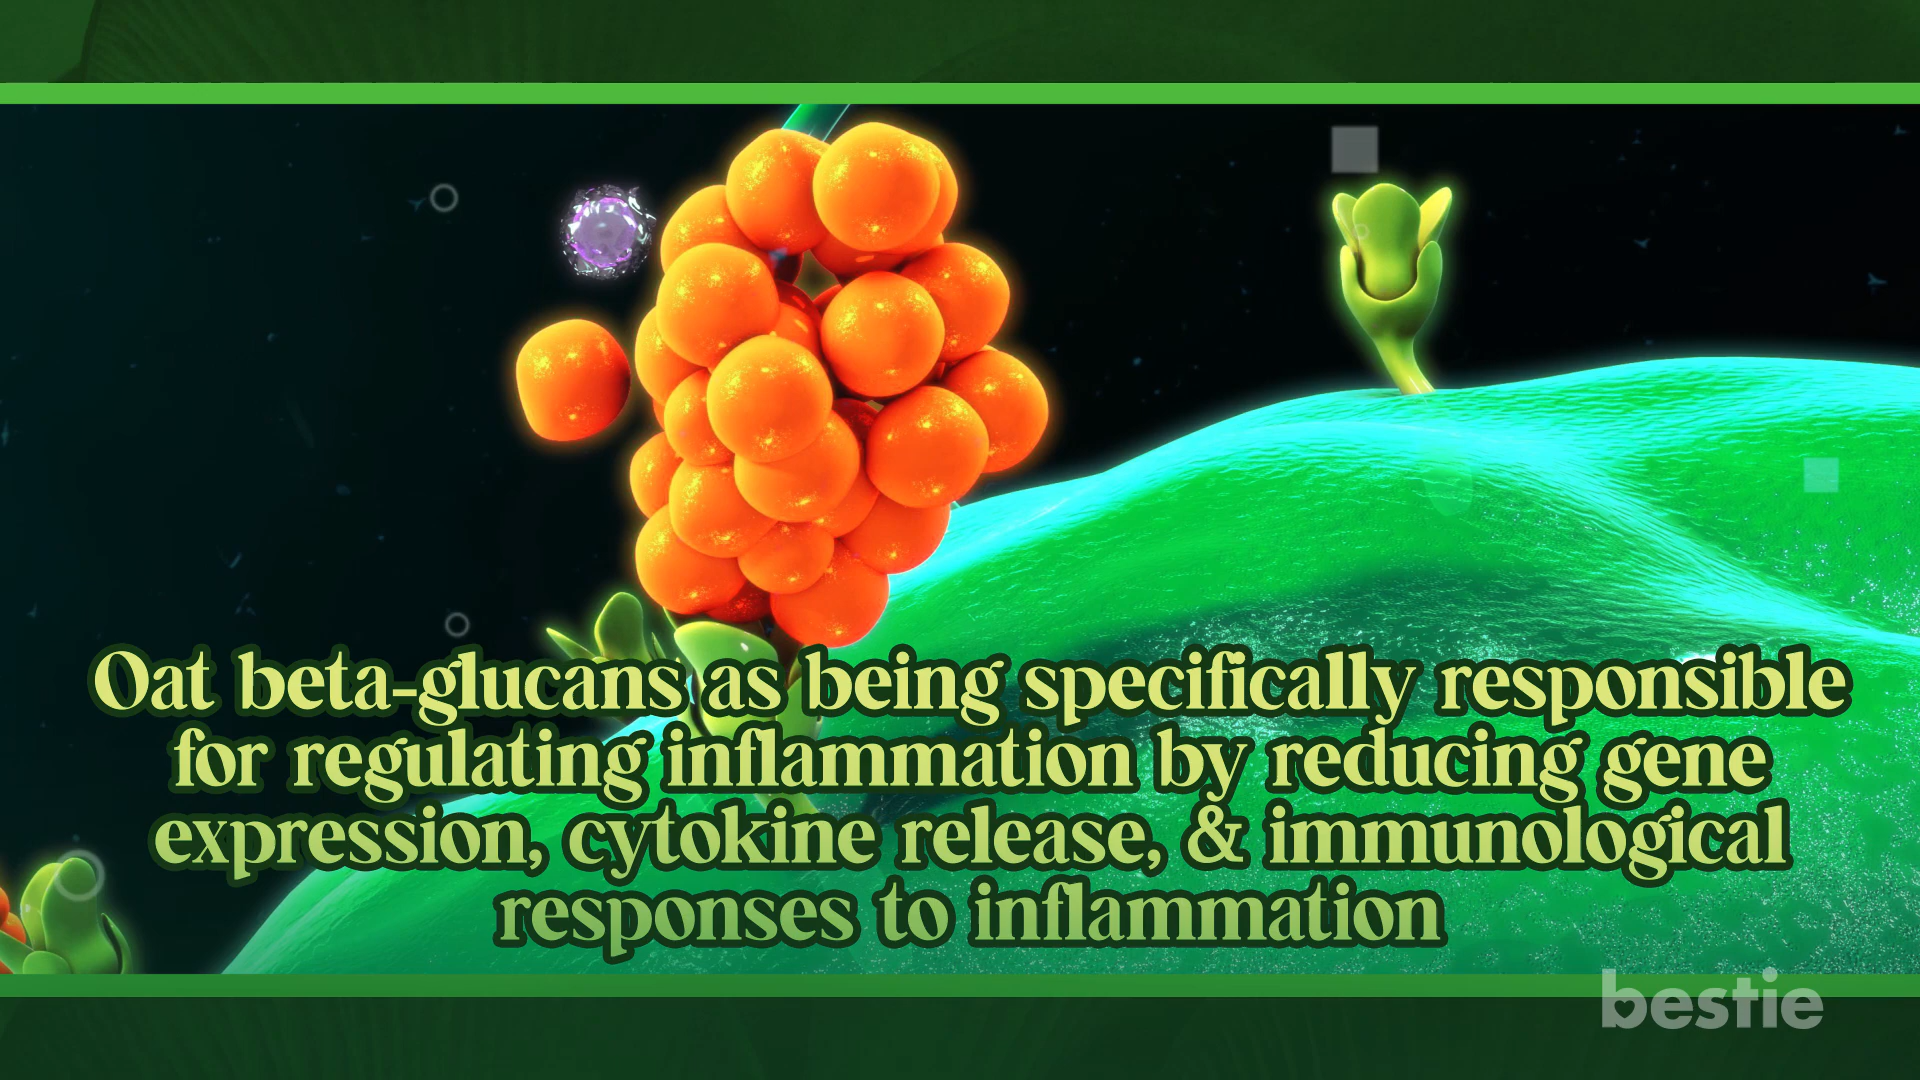 Oat beta-glucans as being specifically responsible
for regulating inflammation by reducing gene
expression, cytokine release, & immunological
responses to inflammation
bestie